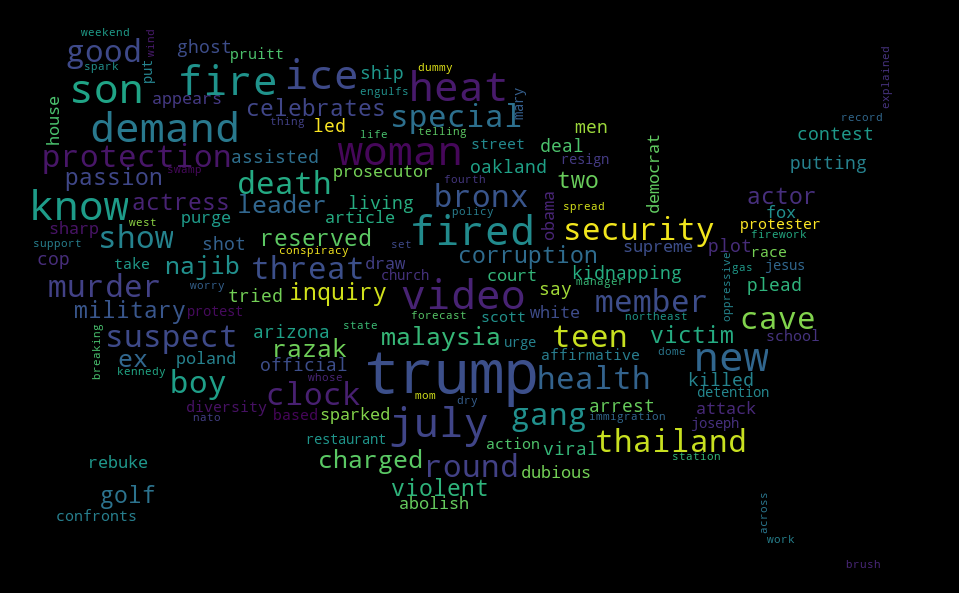 weekend
good
wind
ghost
pruitt
spark
put
son
fire
ice
ship
dummy
heat
engulfs
explained
house
appears
celebrates
special
mary
record
demand
thing
led
life
telling
men
contest
protection
assisted
woman
street
deal
democrat
putting
swamp
prosecutor
oakland
resign
passion
death
fourth
two
know
actress
leader
living
bronx
obama
spread
actor
west
purge
article
policy
fox
sharp
show
shot
reserved
fired
security
protester
support
conspiracy
set
supreme
plot
firework
cop
take
najib
threat
draw
church
corruption
court
kidnapping
race
gas
jesus
worry
murder
tried
inquiry
video
say
manager
member
oppressive
plead
military
protest
state
forecast
scott
white
northeast
cave
breaking
suspect
arizona
malaysia
urge
teen
victim
school
ex
poland
official
razak
trump
affirmative
dome
new
kennedy
boy
whose
health
killed
clock
mom
dry
detention
diversity
based
sparked
july
gang
arrest
attack
nato
immigration
joseph
restaurant
action
viral
thailand
rebuke
charged
round
dubious
station
golf
violent
confronts
abolish
across
work
brush